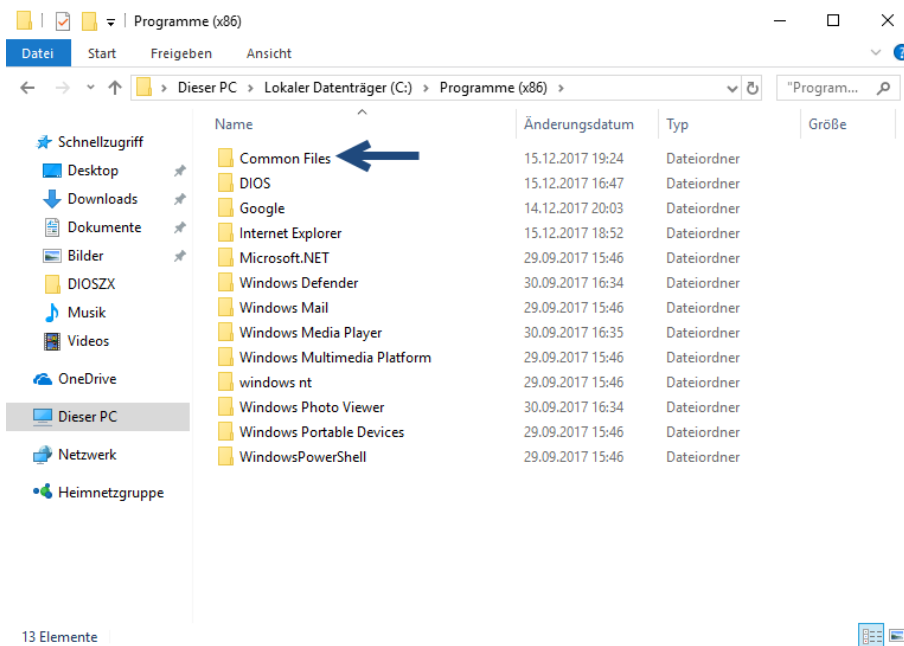 Programme (x86)
Datei Start Freigeben Ansicht
Dieser PC Lokaler Datenträger (C:) Programme (x86) "Program...
Name Änderungsdatum Typ Größe
Schnellzugriff
Desktop
Downloads
Dokumente
Bilder
DIOSZX
Musik
Videos
OneDrive
Dieser PC
Netzwerk
Heimnetzgruppe
Common Files 15.12.2017 19:24 Dateiordner
DIOS 15.12.2017 16:47 Dateiordner
Google 14.12.2017 20:03 Dateiordner
Internet Explorer 15.12.2017 18:52 Dateiordner
Microsoft.NET 29.09.2017 15:46 Dateiordner
Windows Defender 30.09.2017 16:34 Dateiordner
Windows Mail 29.09.2017 15:46 Dateiordner
Windows Media Player 30.09.2017 16:35 Dateiordner
Windows Multimedia Platform 29.09.2017 15:46 Dateiordner
windows nt 29.09.2017 15:46 Dateiordner
Windows Photo Viewer 30.09.2017 16:34 Dateiordner
Windows Portable Devices 29.09.2017 15:46 Dateiordner
WindowsPowerShell 29.09.2017 15:46 Dateiordner
13 Elemente